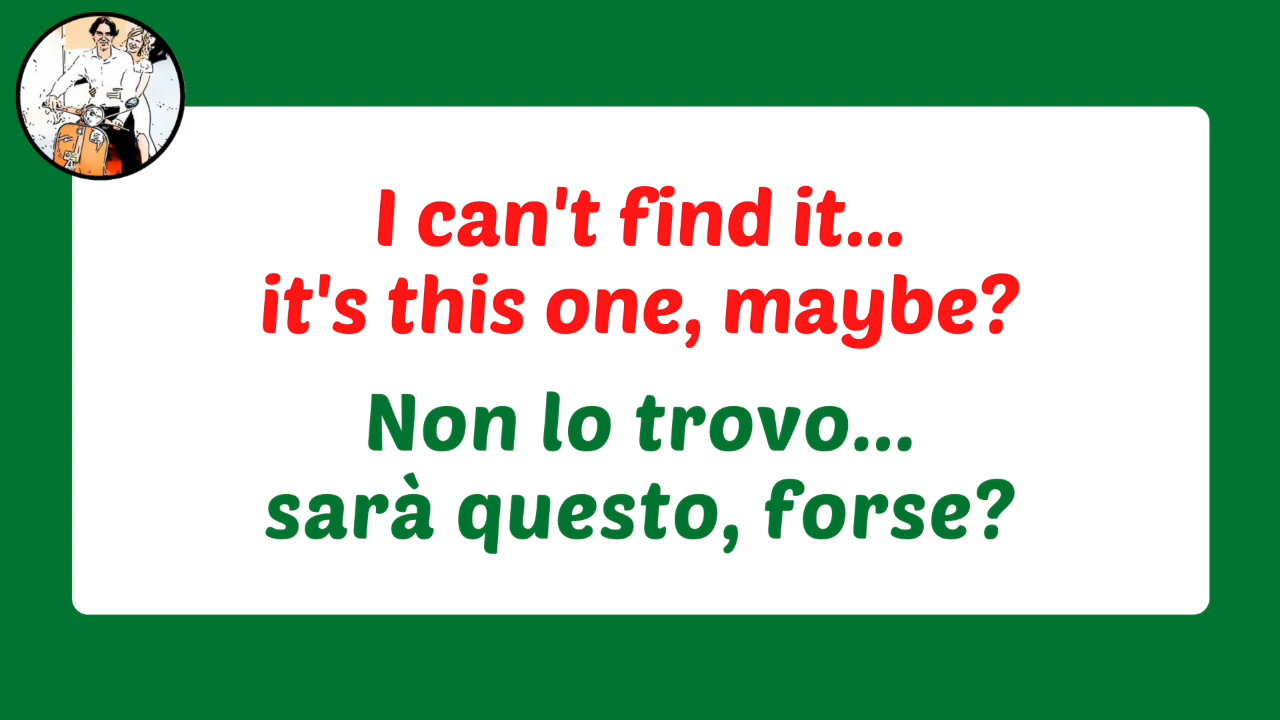 I can't find it...
it's this one, maybe?
Non lo trovo...
sarà questo, forse?